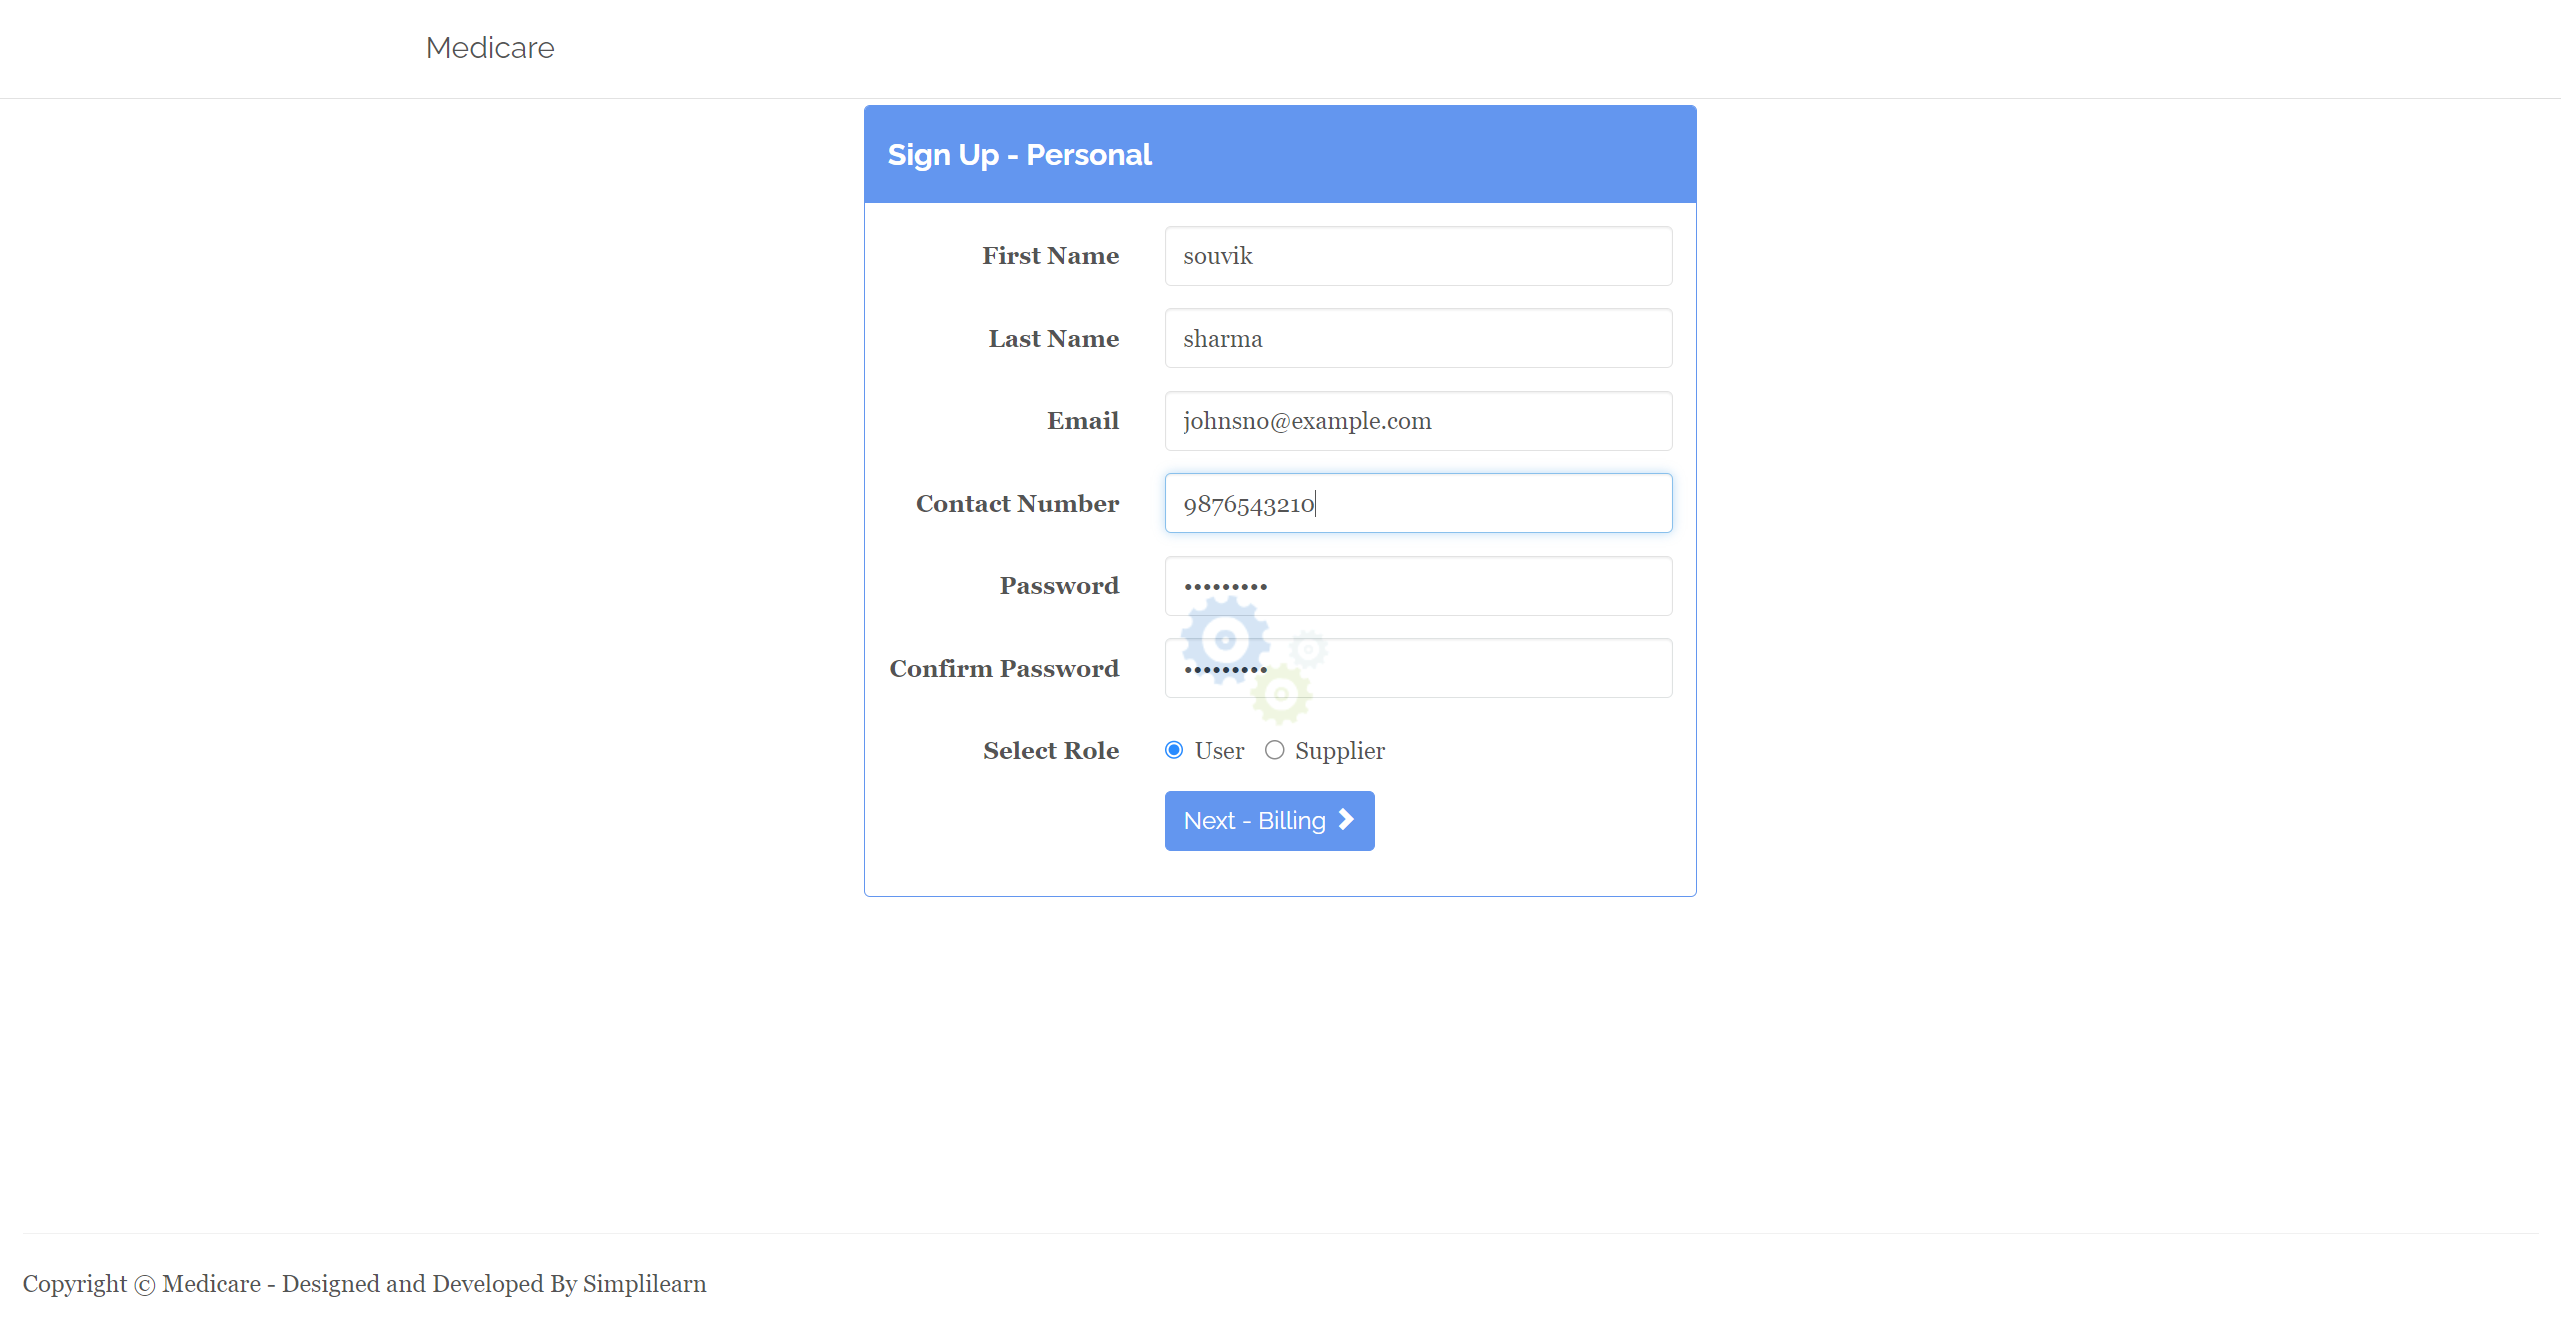 Medicare
Sign Up - Personal
First Name souvik
Last Name sharma
Email johnsno@example.com
Contact Number 9876543210
Password •••••••••
Confirm Password •••••••••
Select Role User Supplier
Next - Billing
Copyright © Medicare - Designed and Developed By Simplilearn